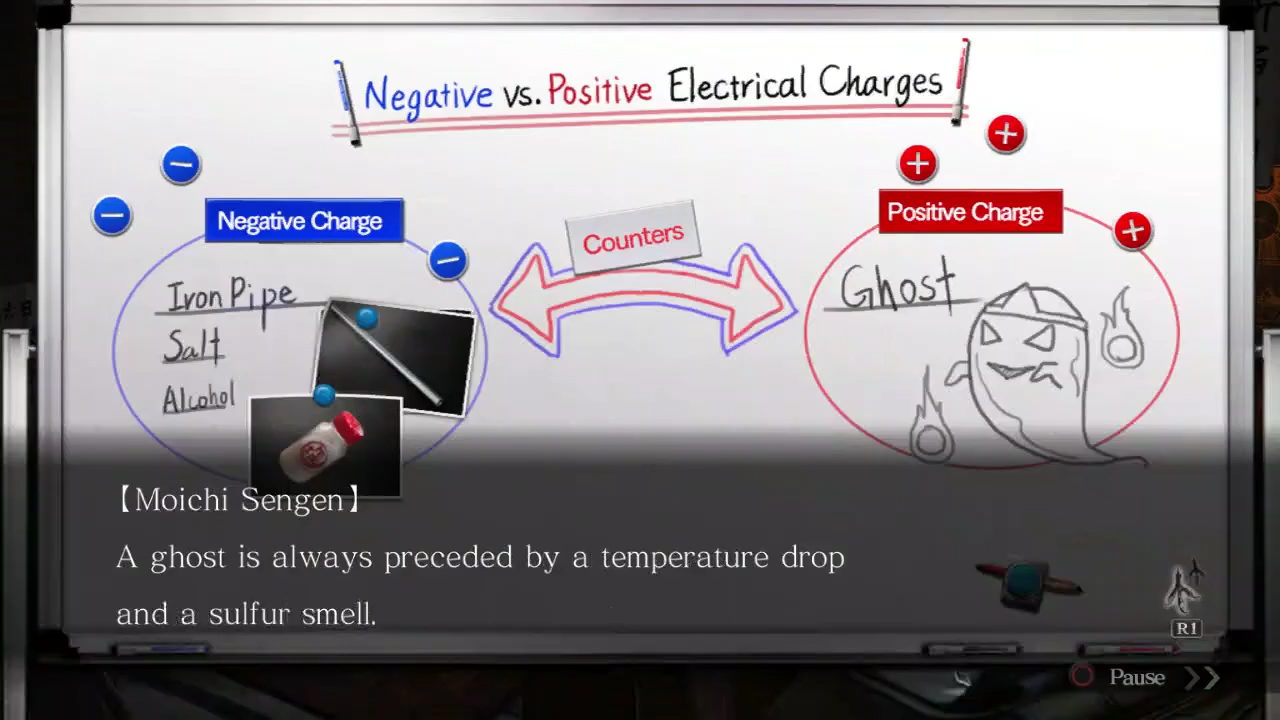 Negative vs. Positive Electrical Charges
Negative Charge
Positive Charge
Counters
Iron Pipe
Salt
Alcohol
Ghost
【Moichi Sengen】
A ghost is always preceded by a temperature drop
and a sulfur smell.
R1
Pause